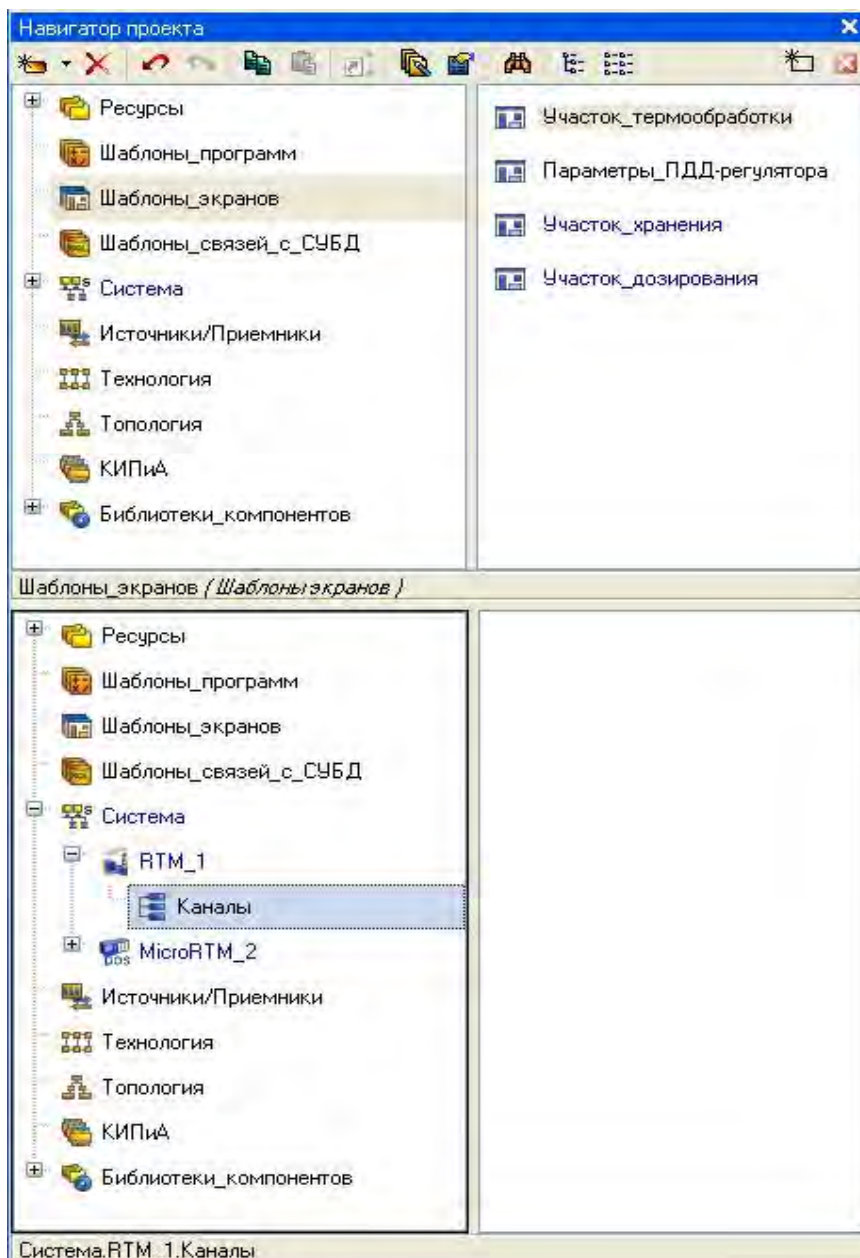 Навигатор проекта
Ресурсы
Шаблоны_программ
Шаблоны_экранов
Шаблоны_связей_с_СУБД
Система
Источники/Приемники
Технология
Топология
КИПиА
Библиотеки_компонентов
Участок_термообработки
Параметры_ПДД-регулятора
Участок_хранения
Участок_дозирования
Шаблоны_экранов ( Шаблоны экранов )
Ресурсы
Шаблоны_программ
Шаблоны_экранов
Шаблоны_связей_с_СУБД
Система
RTM_1
Каналы
MicroRTM_2
Источники/Приемники
Технология
Топология
КИПиА
Библиотеки_компонентов
Система.RTM_1.Каналы